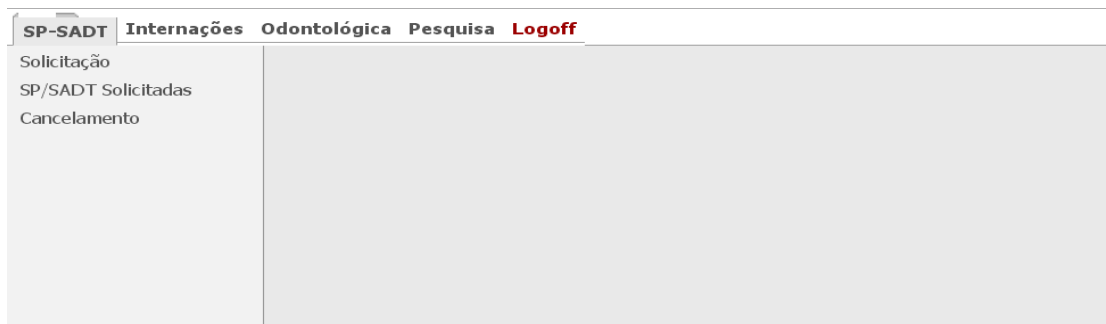 SP-SADT Internações Odontológica Pesquisa Logoff
Solicitação
SP/SADT Solicitadas
Cancelamento